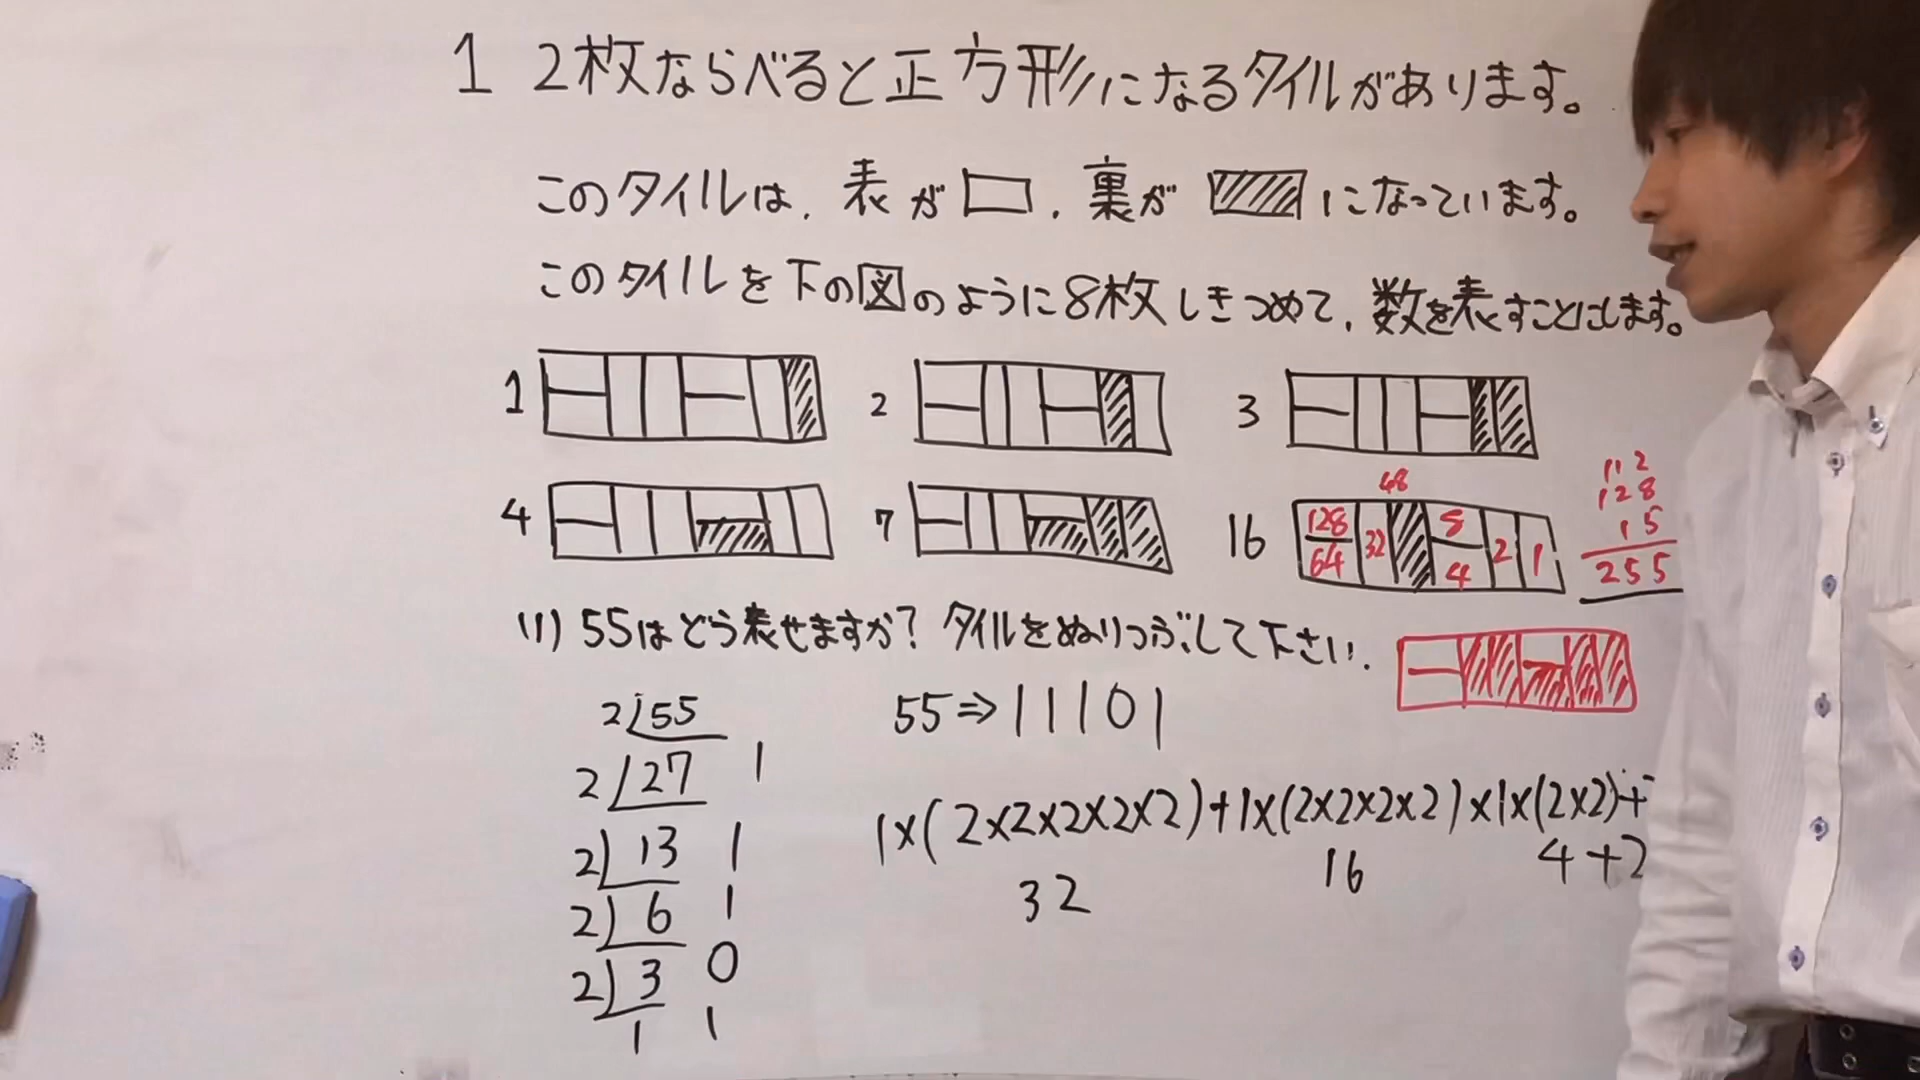 1 2枚ならべると正方形になるタイルがあります。
このタイルは、表が 、裏が になっています。
このタイルを下の図のように8枚しきつめて、数を表すことにします。
1 2 3
4 7 16
48
128 8
64 32 4 2 1
112
128
15
255
(1) 55はどう表せますか？タイルをぬりつぶして下さい。
2)55
2)27 1
2)13 1
2)6 1
2)3 0
1 1
55⇒11101
1×(2×2×2×2×2)+1×(2×2×2×2)×1×(2×2)+
32 16 4+2